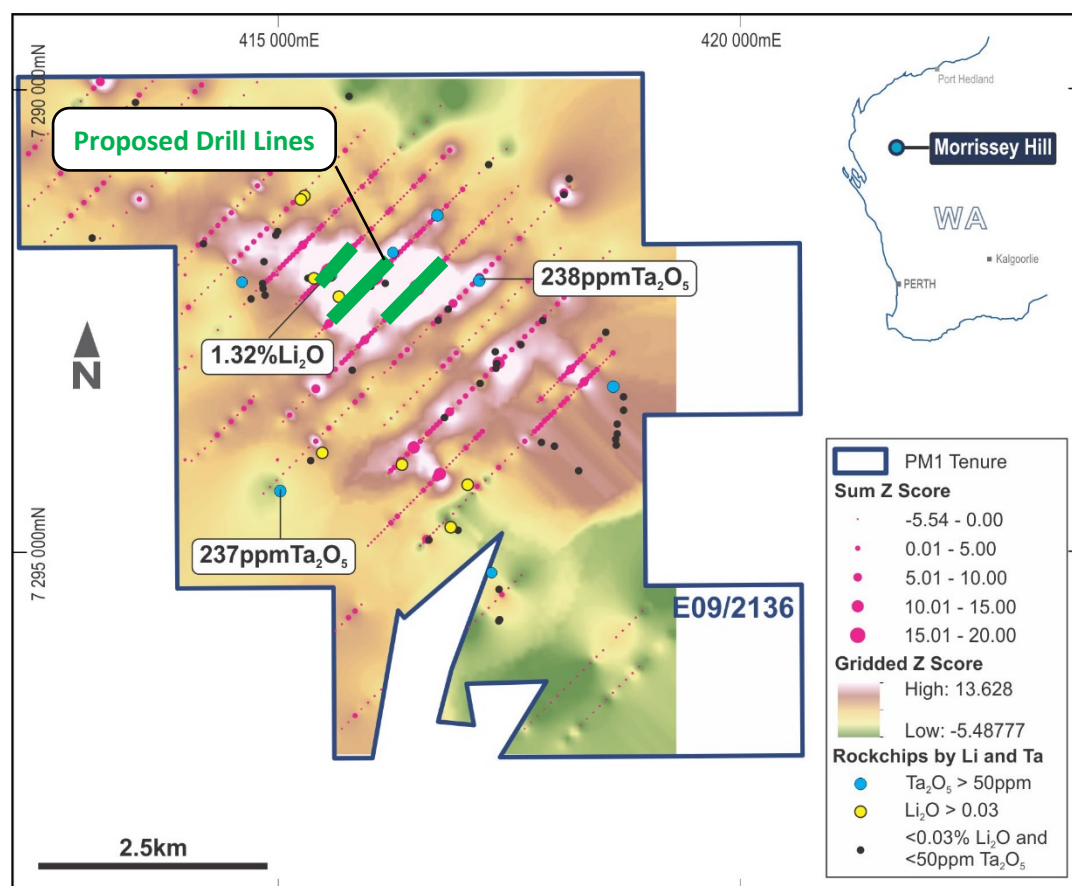 415 000mE
420 000mE
7 290 000mN
7 295 000mN
Proposed Drill Lines
238ppmTa₂O₅
1.32%Li₂O
237ppmTa₂O₅
N
E09/2136
2.5km
Port Hedland
Morrissey Hill
WA
Kalgoorlie
PERTH
PM1 Tenure
Sum Z Score
-5.54 - 0.00
0.01 - 5.00
5.01 - 10.00
10.01 - 15.00
15.01 - 20.00
Gridded Z Score
High: 13.628
Low: -5.48777
Rockchips by Li and Ta
Ta₂O₅ > 50ppm
Li₂O > 0.03
<0.03% Li₂O and
<50ppm Ta₂O₅